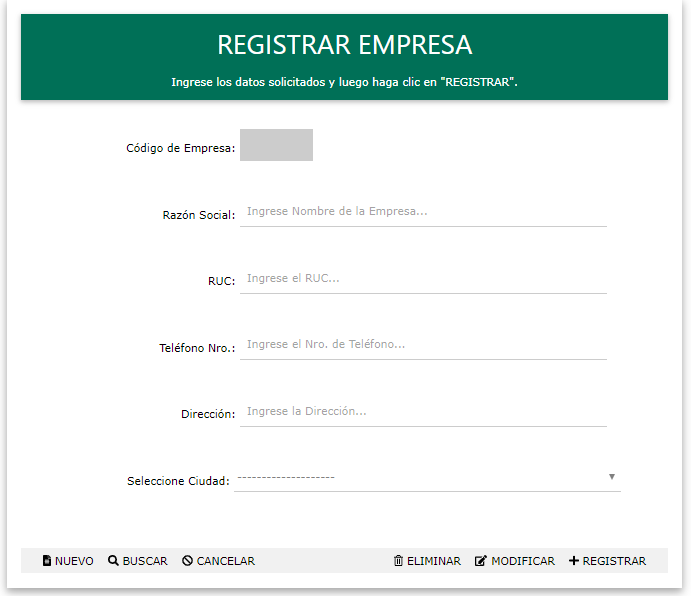 REGISTRAR EMPRESA
Ingrese los datos solicitados y luego haga clic en "REGISTRAR".
Código de Empresa:
Razón Social: Ingrese Nombre de la Empresa...
RUC: Ingrese el RUC...
Teléfono Nro.: Ingrese el Nro. de Teléfono...
Dirección: Ingrese la Dirección...
Seleccione Ciudad: --------------------
NUEVO BUSCAR CANCELAR ELIMINAR MODIFICAR REGISTRAR